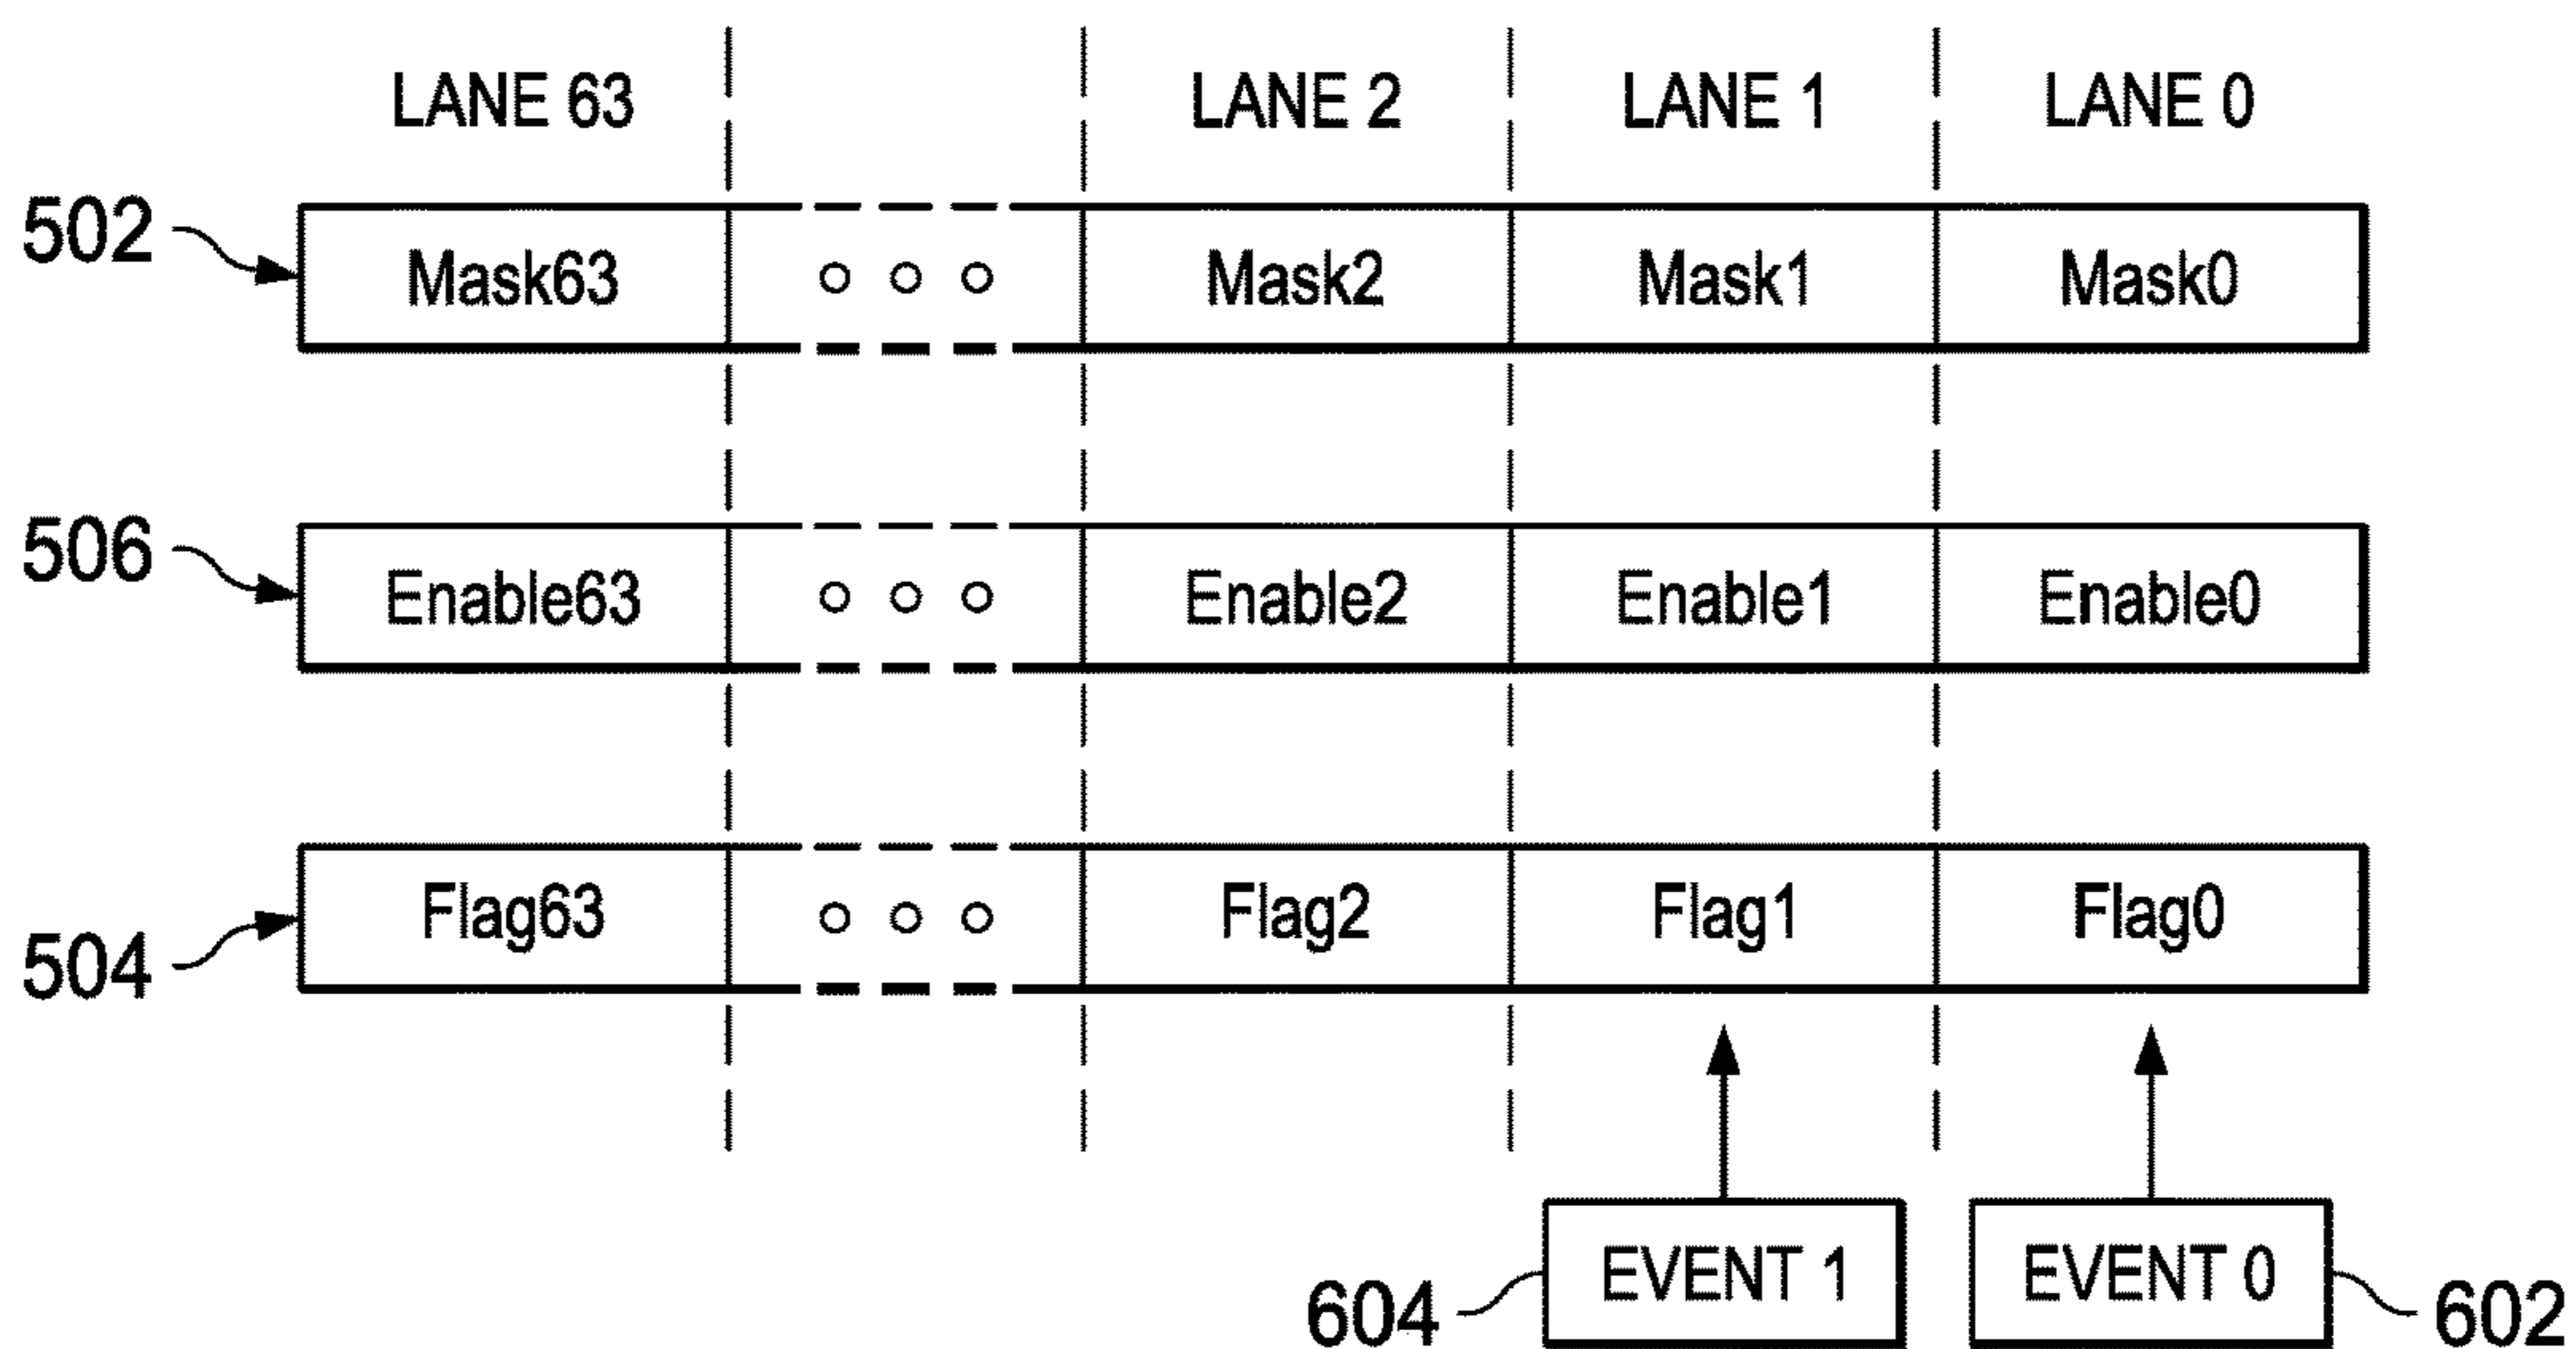 LANE 63 LANE 2 LANE 1 LANE 0
502 Mask63 Mask2 Mask1 Mask0
506 Enable63 Enable2 Enable1 Enable0
504 Flag63 Flag2 Flag1 Flag0
604 EVENT 1 EVENT 0 602